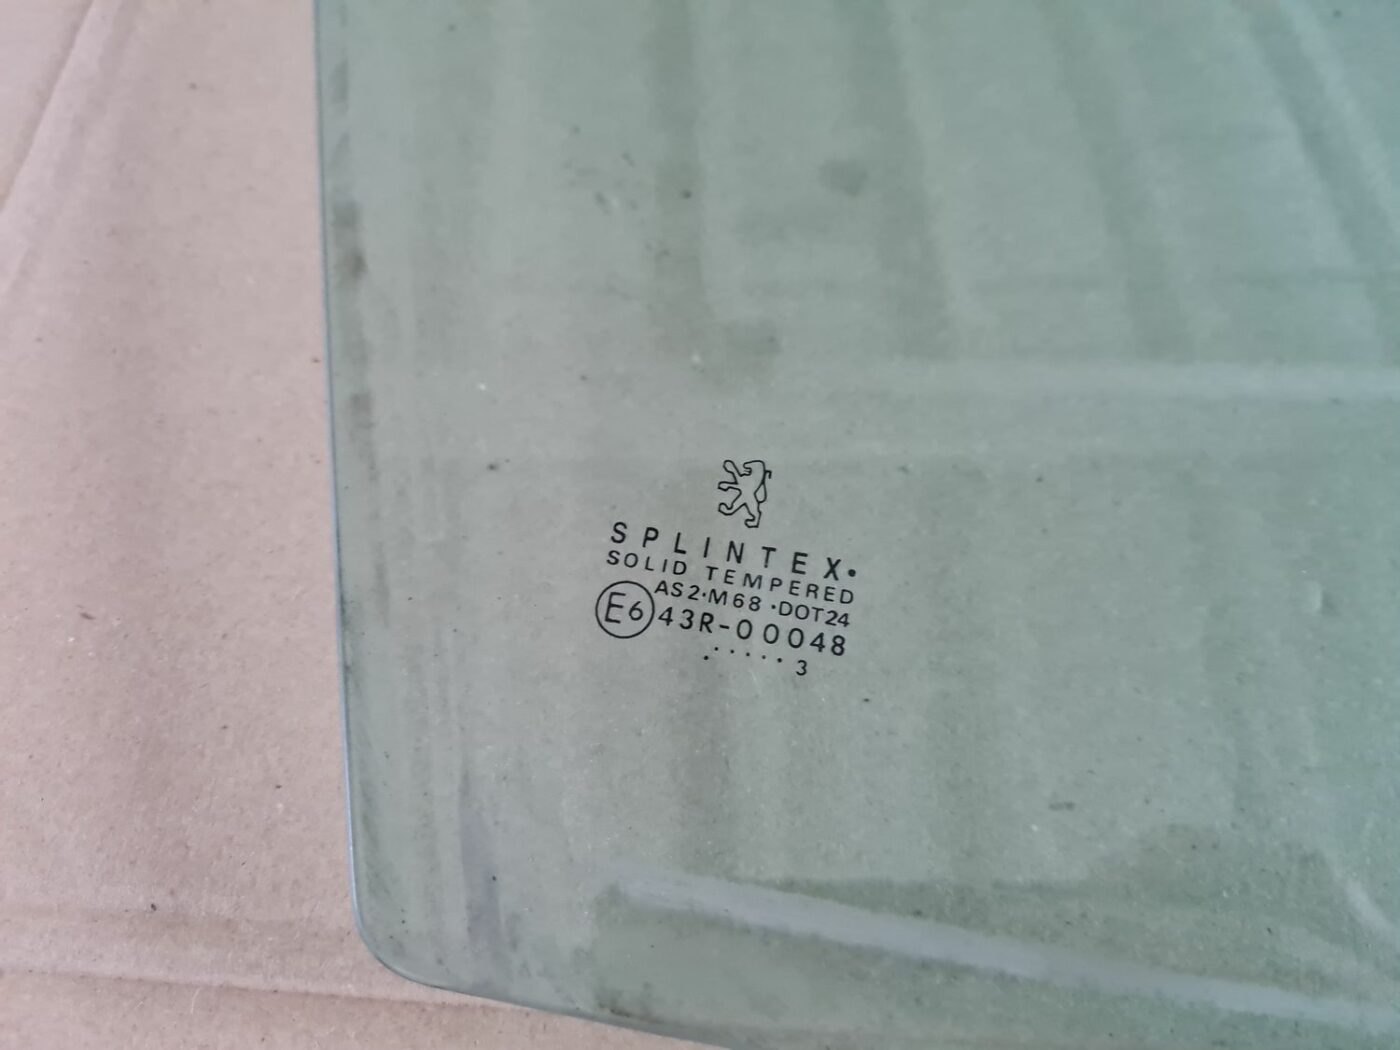 SPLINTEX•
SOLID TEMPERED
AS2•M68 •DOT24
E6 43R-00048
. ..... 3